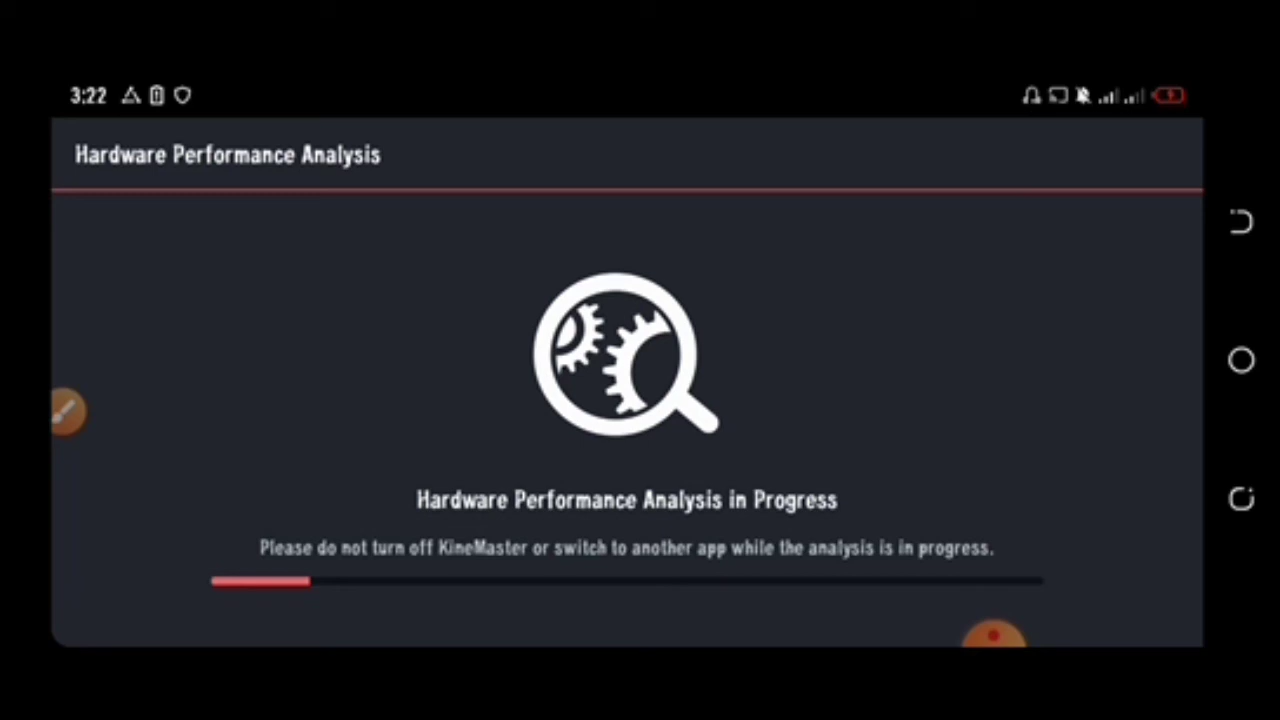 3:22
Hardware Performance Analysis
Hardware Performance Analysis in Progress
Please do not turn off KineMaster or switch to another app while the analysis is in progress.